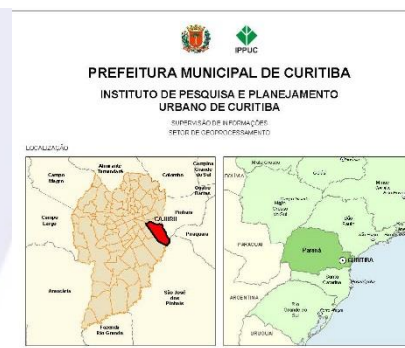 IPPUC
PREFEITURA MUNICIPAL DE CURITIBA
INSTITUTO DE PESQUISA E PLANEJAMENTO
URBANO DE CURITIBA
SUPERVISÃO DE INFORMAÇÕES
SETOR DE GEOPROCESSAMENTO
LOCALIZAÇÃO
Almirante
Tamandaré
Campina
Grande
do Sul
Campo
Magro
Colombo
Quatro
Barras
Pinhais
CAJURU
Campo
Largo
Piraquara
Araucária
São José
dos
Pinhais
Fazenda
Rio Grande
BOLÍVIA
Mato
Grosso
do Sul
São
Paulo
PARAGUAI
Paraná
CURITIBA
Santa
Catarina
ARGENTINA
Rio
Grande do
Sul
URUGUAI